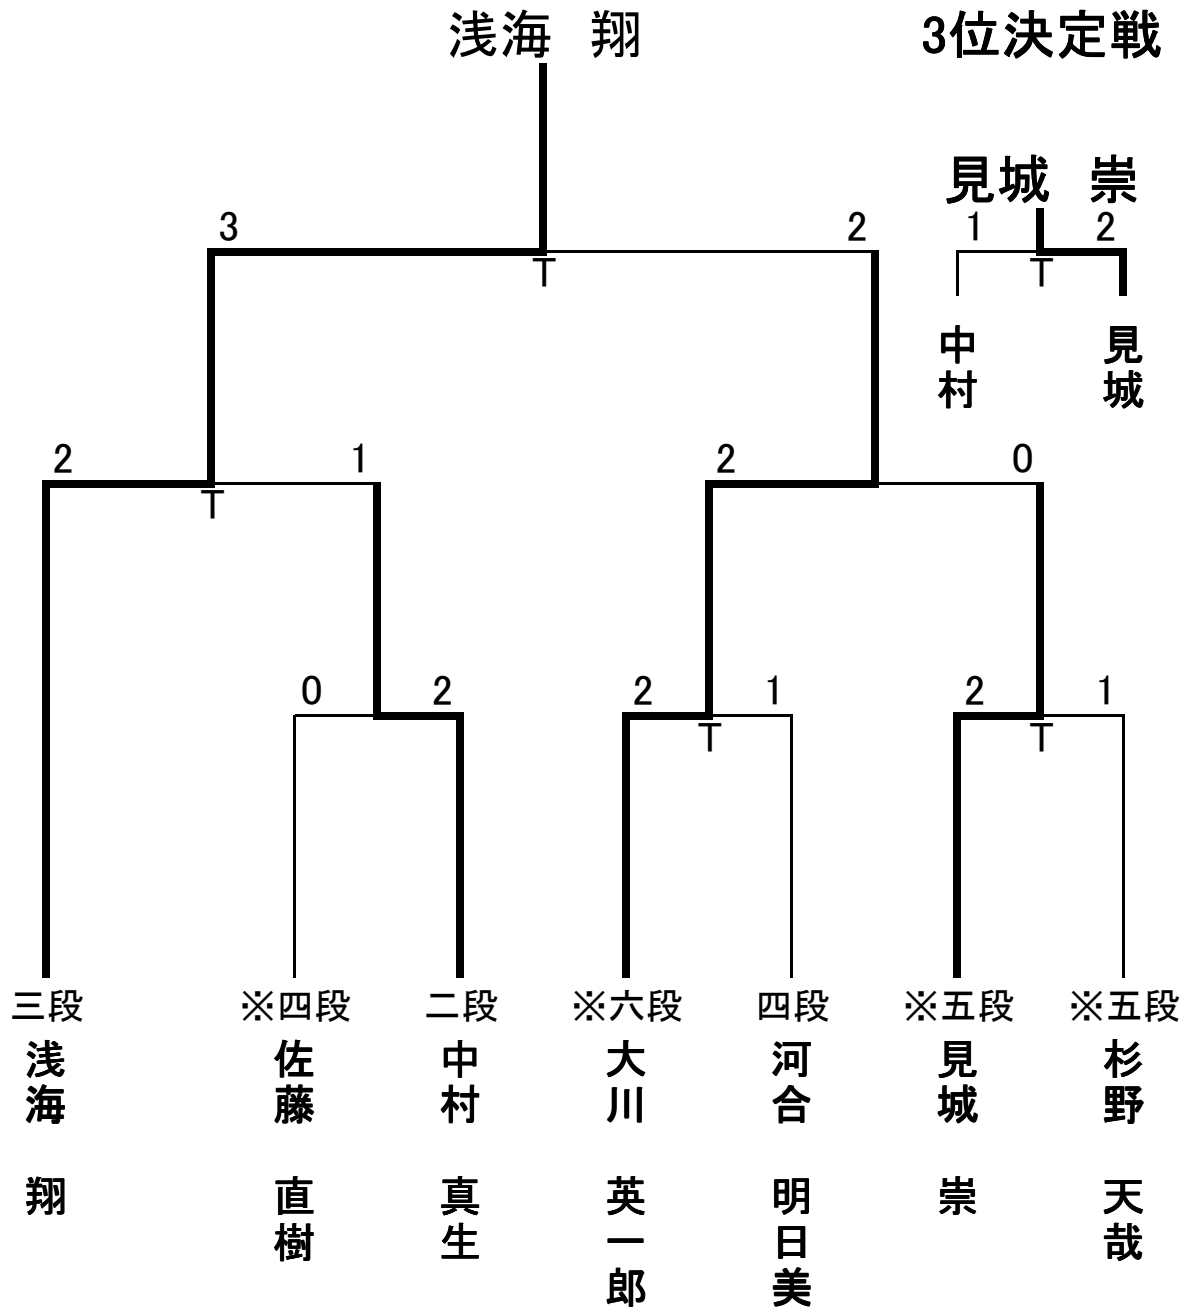 浅海 翔
3位決定戦
見城 崇
3
2
1
2
T
T
中村
見城
2
1
2
0
T
0
2
2
1
2
1
T
T
三段
※四段
二段
※六段
四段
※五段
※五段
浅海 翔
佐藤 直樹
中村 真生
大川 英一郎
河合 明日美
見城 崇
杉野 天哉